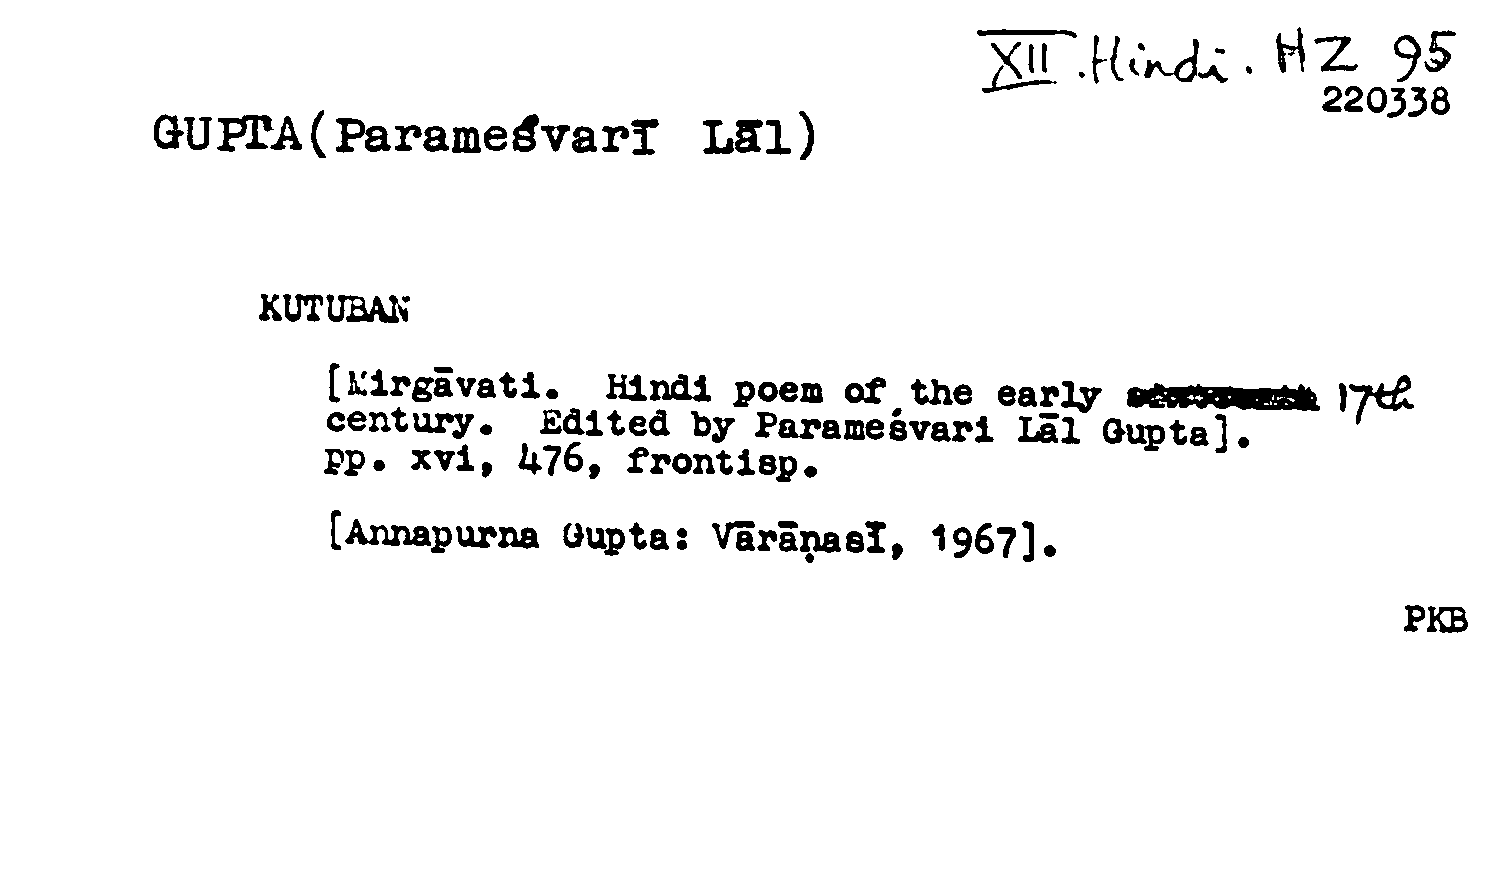 XII. Hindi. HZ 95
220338
GUPTA(Parameśvarī Lāl)
KUTUBAN
[Mirgāvati. Hindi poem of the early 17th
century. Edited by Parameśvari Lāl Gupta].
pp. xvi, 476, frontisp.
[Annapurna Gupta: Vārāṇasī, 1967].
PKB